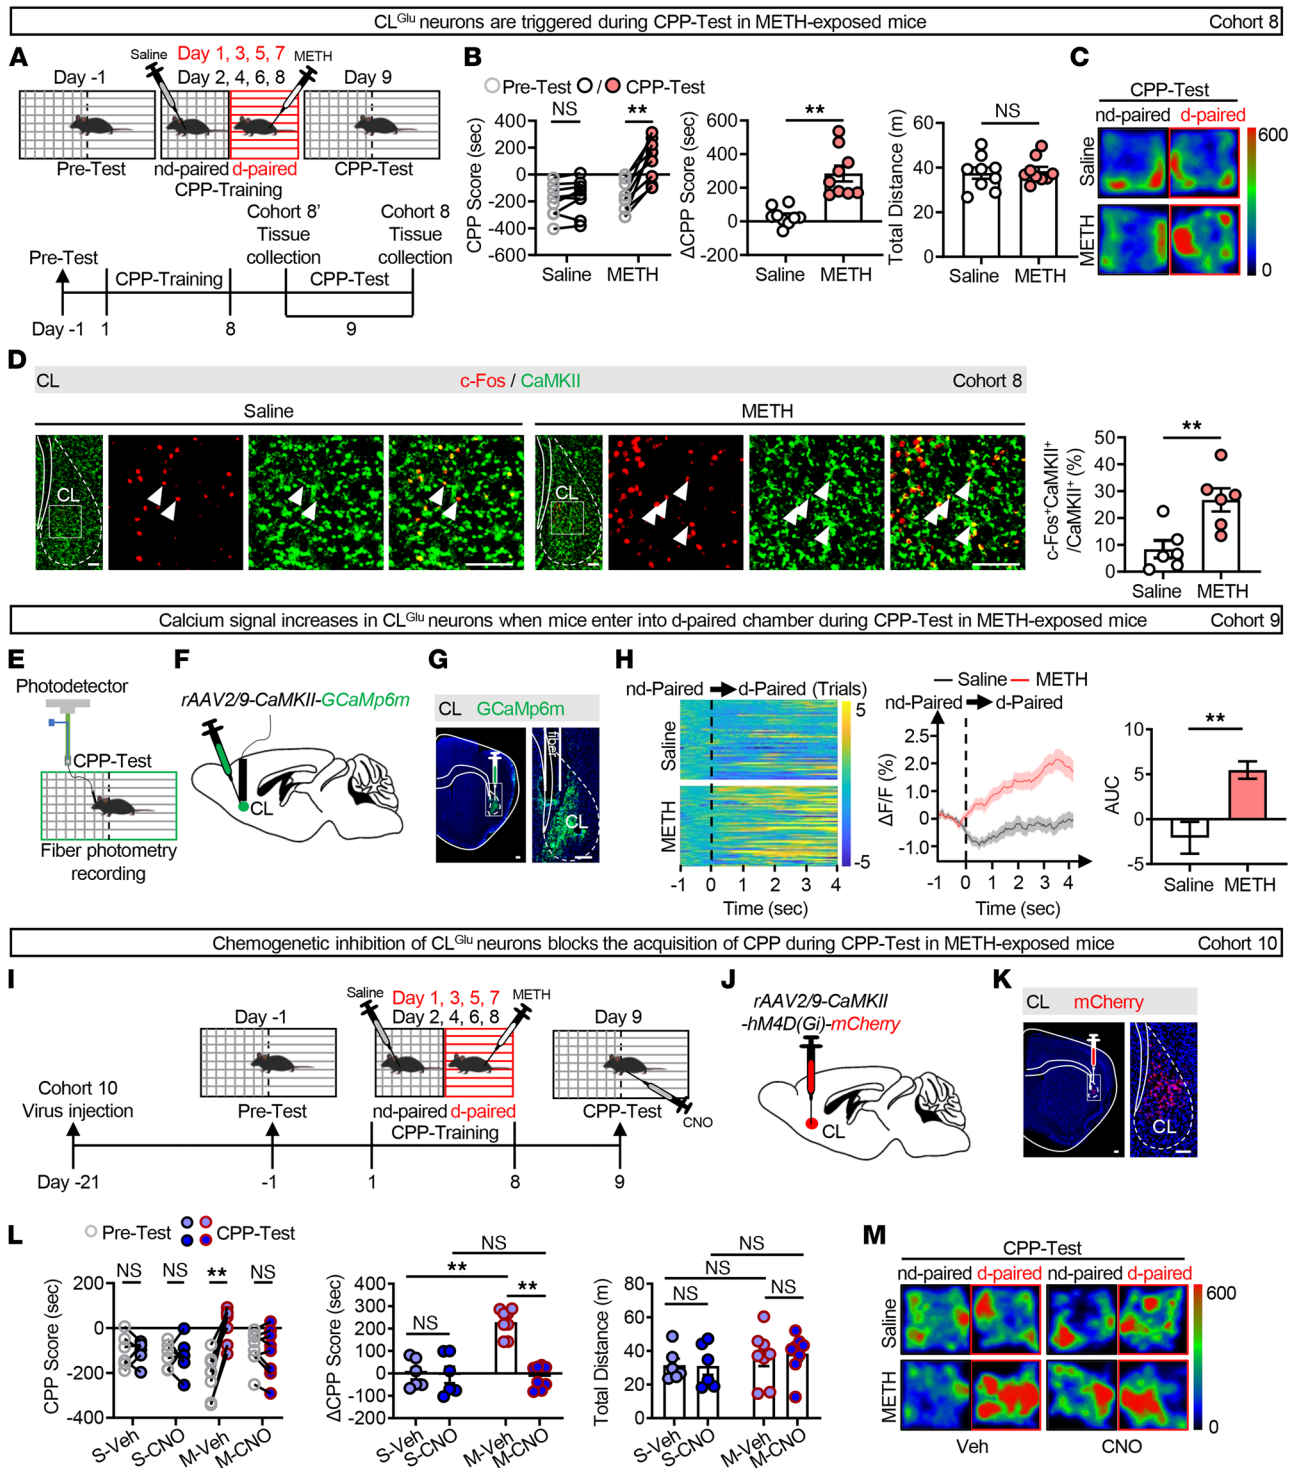 CL^Glu neurons are triggered during CPP-Test in METH-exposed mice Cohort 8
A
Saline Day 1, 3, 5, 7 METH
Day -1 Day 2, 4, 6, 8 Day 9
Pre-Test nd-paired d-paired CPP-Test
CPP-Training
Cohort 8' Tissue collection
Cohort 8 Tissue collection
Pre-Test CPP-Training CPP-Test
Day -1 1 8 9
B
Pre-Test / CPP-Test
NS **
CPP Score (sec)
400
200
0
-200
-400
-600
Saline METH
**
ΔCPP Score (sec)
600
400
200
0
-200
Saline METH
NS
Total Distance (m)
60
40
20
0
Saline METH
C
CPP-Test
nd-paired d-paired
Saline
METH
600
0
D
CL c-Fos / CaMKII Cohort 8
Saline METH
CL
CL
**
c-Fos⁺CaMKII⁺
/CaMKII⁺ (%)
50
40
30
20
10
0
Saline METH
Calcium signal increases in CL^Glu neurons when mice enter into d-paired chamber during CPP-Test in METH-exposed mice Cohort 9
E
Photodetector
CPP-Test
Fiber photometry
recording
F
rAAV2/9-CaMKII-GCaMp6m
CL
G
CL GCaMp6m
fiber
CL
H
nd-Paired d-Paired (Trials)
Saline
METH
5
-5
-1 0 1 2 3 4
Time (sec)
Saline METH
nd-Paired d-Paired
ΔF/F (%)
2.5
2.0
1.0
0
-1.0
-1 0 1 2 3 4
Time (sec)
**
AUC
10
5
0
-5
Saline METH
Chemogenetic inhibition of CL^Glu neurons blocks the acquisition of CPP during CPP-Test in METH-exposed mice Cohort 10
I
Saline Day 1, 3, 5, 7 METH
Day -1 Day 2, 4, 6, 8 Day 9
Cohort 10
Virus injection
Pre-Test nd-paired d-paired CPP-Test CNO
CPP-Training
Day -21 -1 1 8 9
J
rAAV2/9-CaMKII
-hM4D(Gi)-mCherry
CL
K
CL mCherry
CL
L
Pre-Test CPP-Test
NS NS ** NS
CPP Score (sec)
200
0
-200
-400
S-Veh S-CNO M-Veh M-CNO
NS
**
**
NS
ΔCPP Score (sec)
400
300
200
100
0
-100
-200
S-Veh S-CNO M-Veh M-CNO
NS
NS
NS NS
Total Distance (m)
80
60
40
20
0
S-Veh S-CNO M-Veh M-CNO
M
CPP-Test
nd-paired d-paired nd-paired d-paired
Saline
METH
Veh CNO
600
0